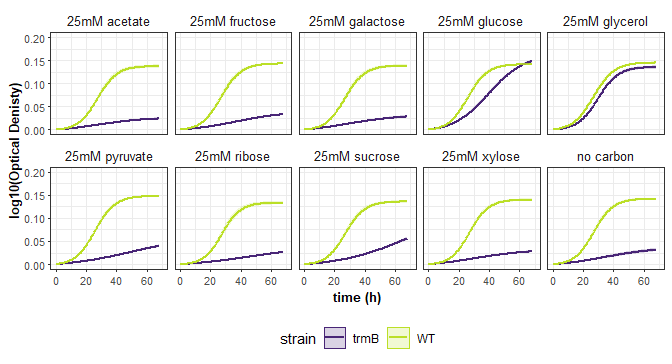 25mM acetate 25mM fructose 25mM galactose 25mM glucose 25mM glycerol
0.20
0.15
0.10
0.05
0.00
25mM pyruvate 25mM ribose 25mM sucrose 25mM xylose no carbon
0.20
0.15
0.10
0.05
0.00
0 20 40 60 0 20 40 60 0 20 40 60 0 20 40 60 0 20 40 60
log10(Optical Denisty)
time (h)
strain trmB WT